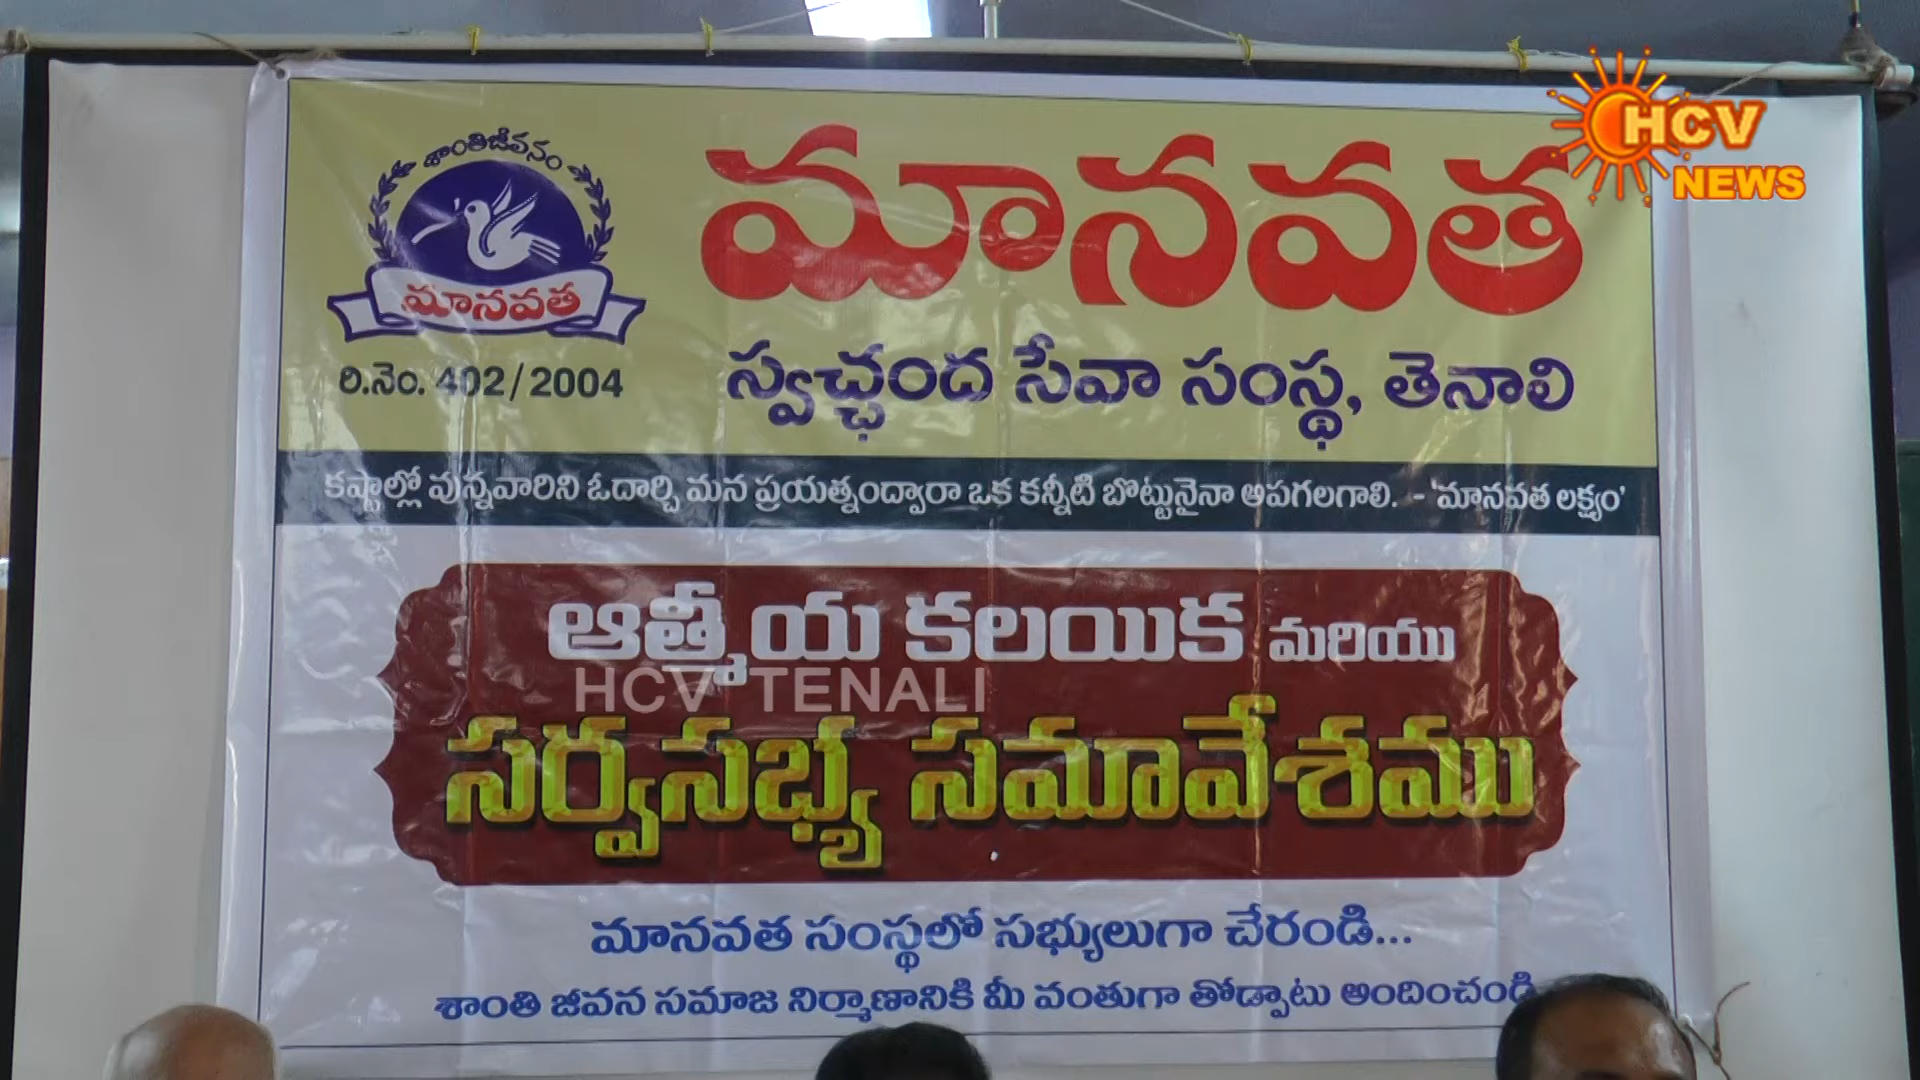 HCV
NEWS
శాంతిజీవనం
మానవత
మానవత
రి.నెం. 402/2004
స్వచ్ఛంద సేవా సంస్థ, తెనాలి
కష్టాల్లో వున్నవారిని ఓదార్చి మన ప్రయత్నంద్వారా ఒక కన్నీటి బొట్టునైనా ఆపగలగాలి. - 'మానవత లక్ష్యం'
ఆత్మీయ కలయిక మరియు
HCV TENALI
సర్వసభ్య సమావేశము
మానవత సంస్థలో సభ్యులుగా చేరండి...
శాంతి జీవన సమాజ నిర్మాణానికి మీ వంతుగా తోడ్పాటు అందించండి